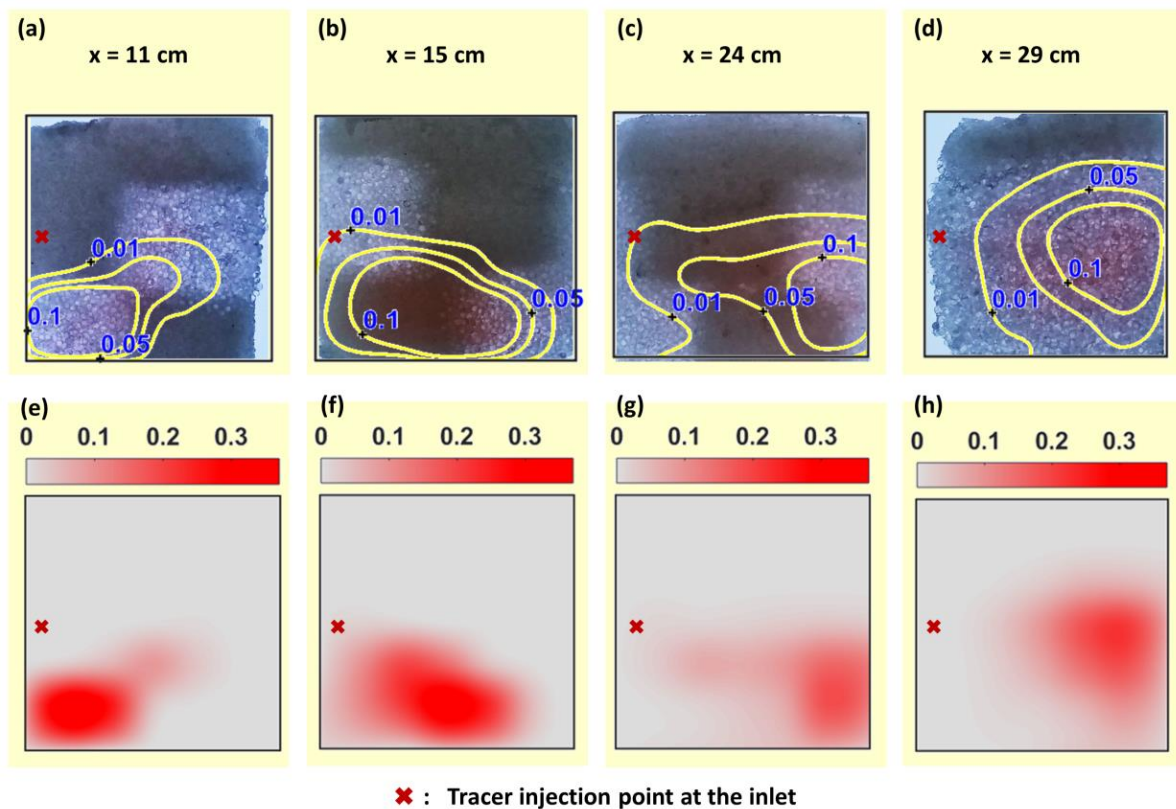 (a) (b) (c) (d)
x = 11 cm x = 15 cm x = 24 cm x = 29 cm
0.01 0.1 0.05
0.01 0.05 0.1
0.1 0.01 0.05
0.05 0.1 0.01
(e) (f) (g) (h)
0 0.1 0.2 0.3 0 0.1 0.2 0.3 0 0.1 0.2 0.3 0 0.1 0.2 0.3
✖ : Tracer injection point at the inlet